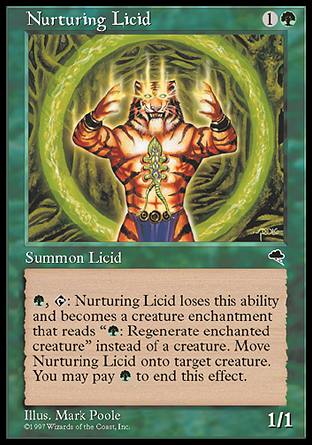 Nurturing Licid 1
Summon Licid
, : Nurturing Licid loses this ability
and becomes a creature enchantment
that reads “: Regenerate enchanted
creature” instead of a creature. Move
Nurturing Licid onto target creature.
You may pay  to end this effect.
Illus. Mark Poole
©1997 Wizards of the Coast, Inc. 1/1